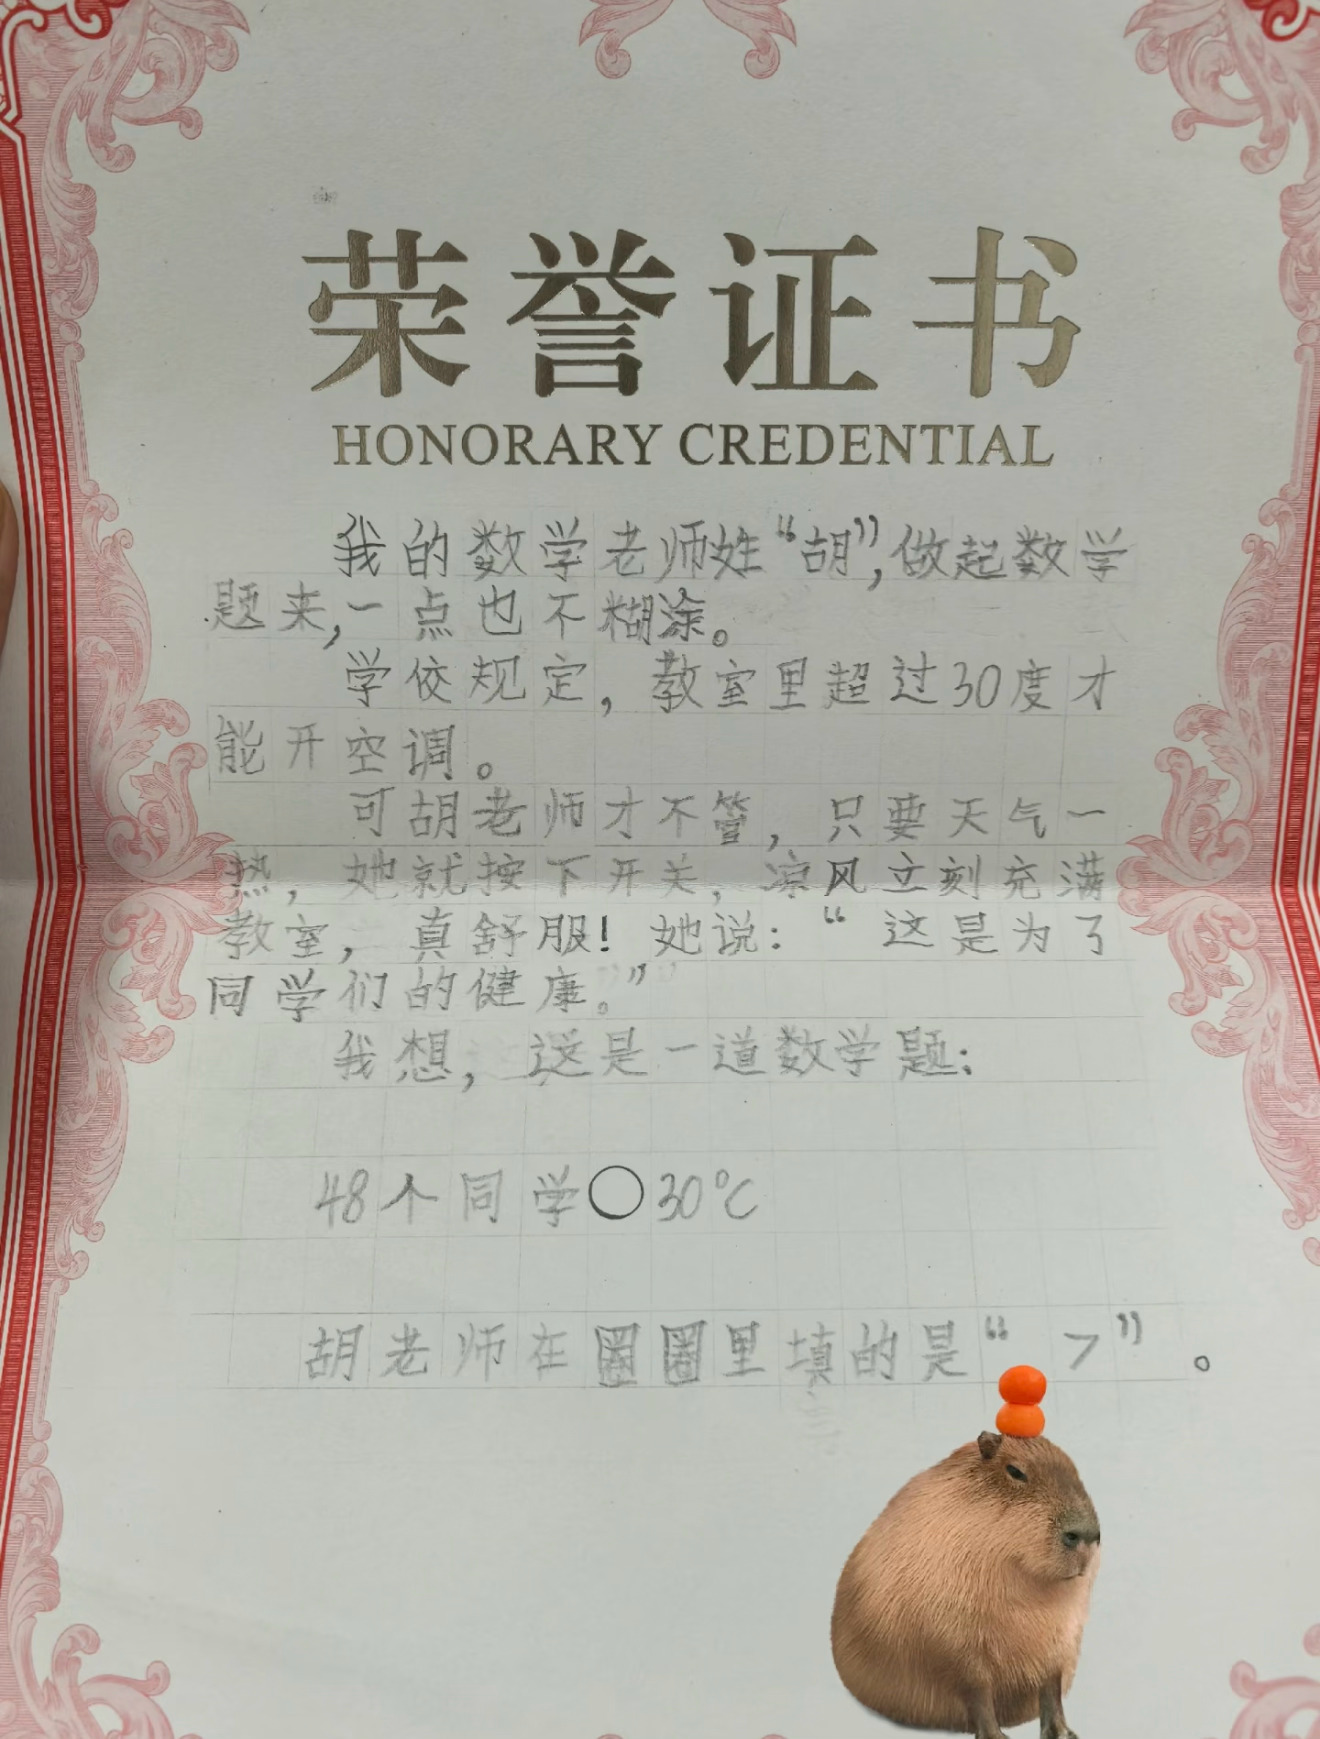 荣誉证书
HONORARY CREDENTIAL
我的数学老师姓“胡”,做起数学
题来,一点也不糊涂。
学佼规定，教室里超过30度才
能开空调。
可胡老师才不管，只要天气一
热，她就按下开关，凉风立刻充满
教室，真舒服！她说：“这是为了
同学们的健康。”
我想，这是一道数学题：
48个同学○30℃
胡老师在圈圈里填的是“>”。